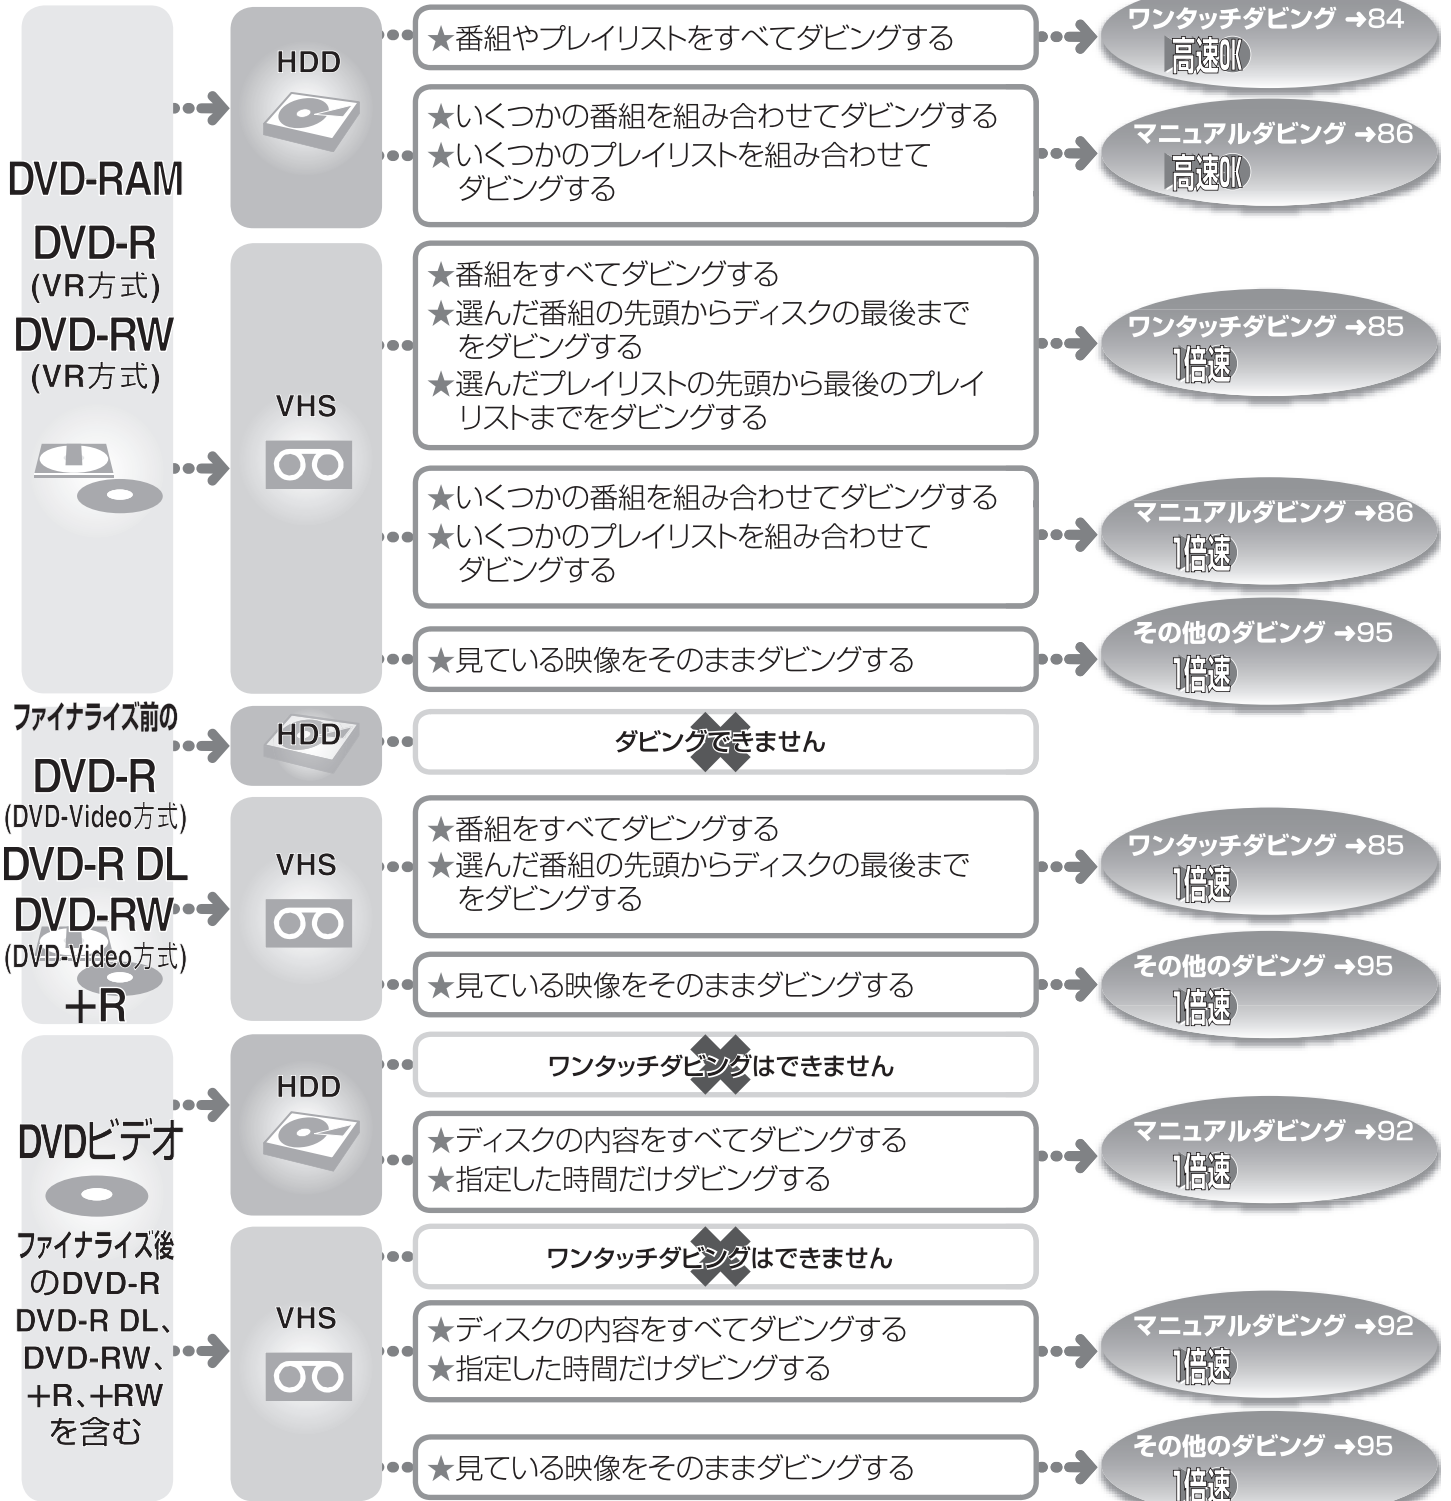 DVD-RAM
DVD-R
(VR方式)
DVD-RW
(VR方式)
HDD
★番組やプレイリストをすべてダビングする
ワンタッチダビング ➜84
高速OK
★いくつかの番組を組み合わせてダビングする
★いくつかのプレイリストを組み合わせて
ダビングする
マニュアルダビング ➜86
高速OK
VHS
★番組をすべてダビングする
★選んだ番組の先頭からディスクの最後まで
をダビングする
★選んだプレイリストの先頭から最後のプレイ
リストまでをダビングする
ワンタッチダビング ➜85
1倍速
★いくつかの番組を組み合わせてダビングする
★いくつかのプレイリストを組み合わせて
ダビングする
マニュアルダビング ➜86
1倍速
★見ている映像をそのままダビングする
その他のダビング ➜95
1倍速
ファイナライズ前の
DVD-R
(DVD-Video方式)
DVD-R DL
DVD-RW
(DVD-Video方式)
+R
HDD
ダビングできません
VHS
★番組をすべてダビングする
★選んだ番組の先頭からディスクの最後まで
をダビングする
ワンタッチダビング ➜85
1倍速
★見ている映像をそのままダビングする
その他のダビング ➜95
1倍速
DVDビデオ
ファイナライズ後
のDVD-R
DVD-R DL、
DVD-RW、
+R、+RW
を含む
HDD
ワンタッチダビングはできません
★ディスクの内容をすべてダビングする
★指定した時間だけダビングする
マニュアルダビング ➜92
1倍速
VHS
ワンタッチダビングはできません
★ディスクの内容をすべてダビングする
★指定した時間だけダビングする
マニュアルダビング ➜92
1倍速
★見ている映像をそのままダビングする
その他のダビング ➜95
1倍速